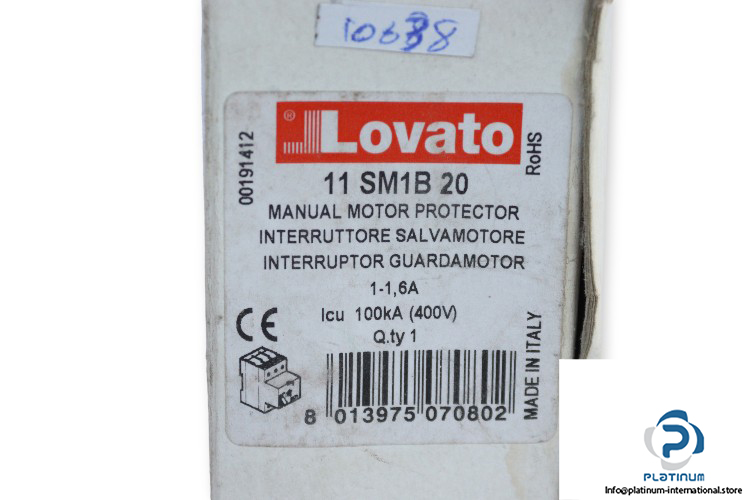 10688
® Lovato
00191412
RoHS
11 SM1B 20
MANUAL MOTOR PROTECTOR
INTERRUTTORE SALVAMOTORE
INTERRUPTOR GUARDAMOTOR
1-1,6A
Icu 100kA (400V)
Q.ty 1
CE
MADE IN ITALY
8 013975 070802
PLATINUM
Info@platinum-international.store